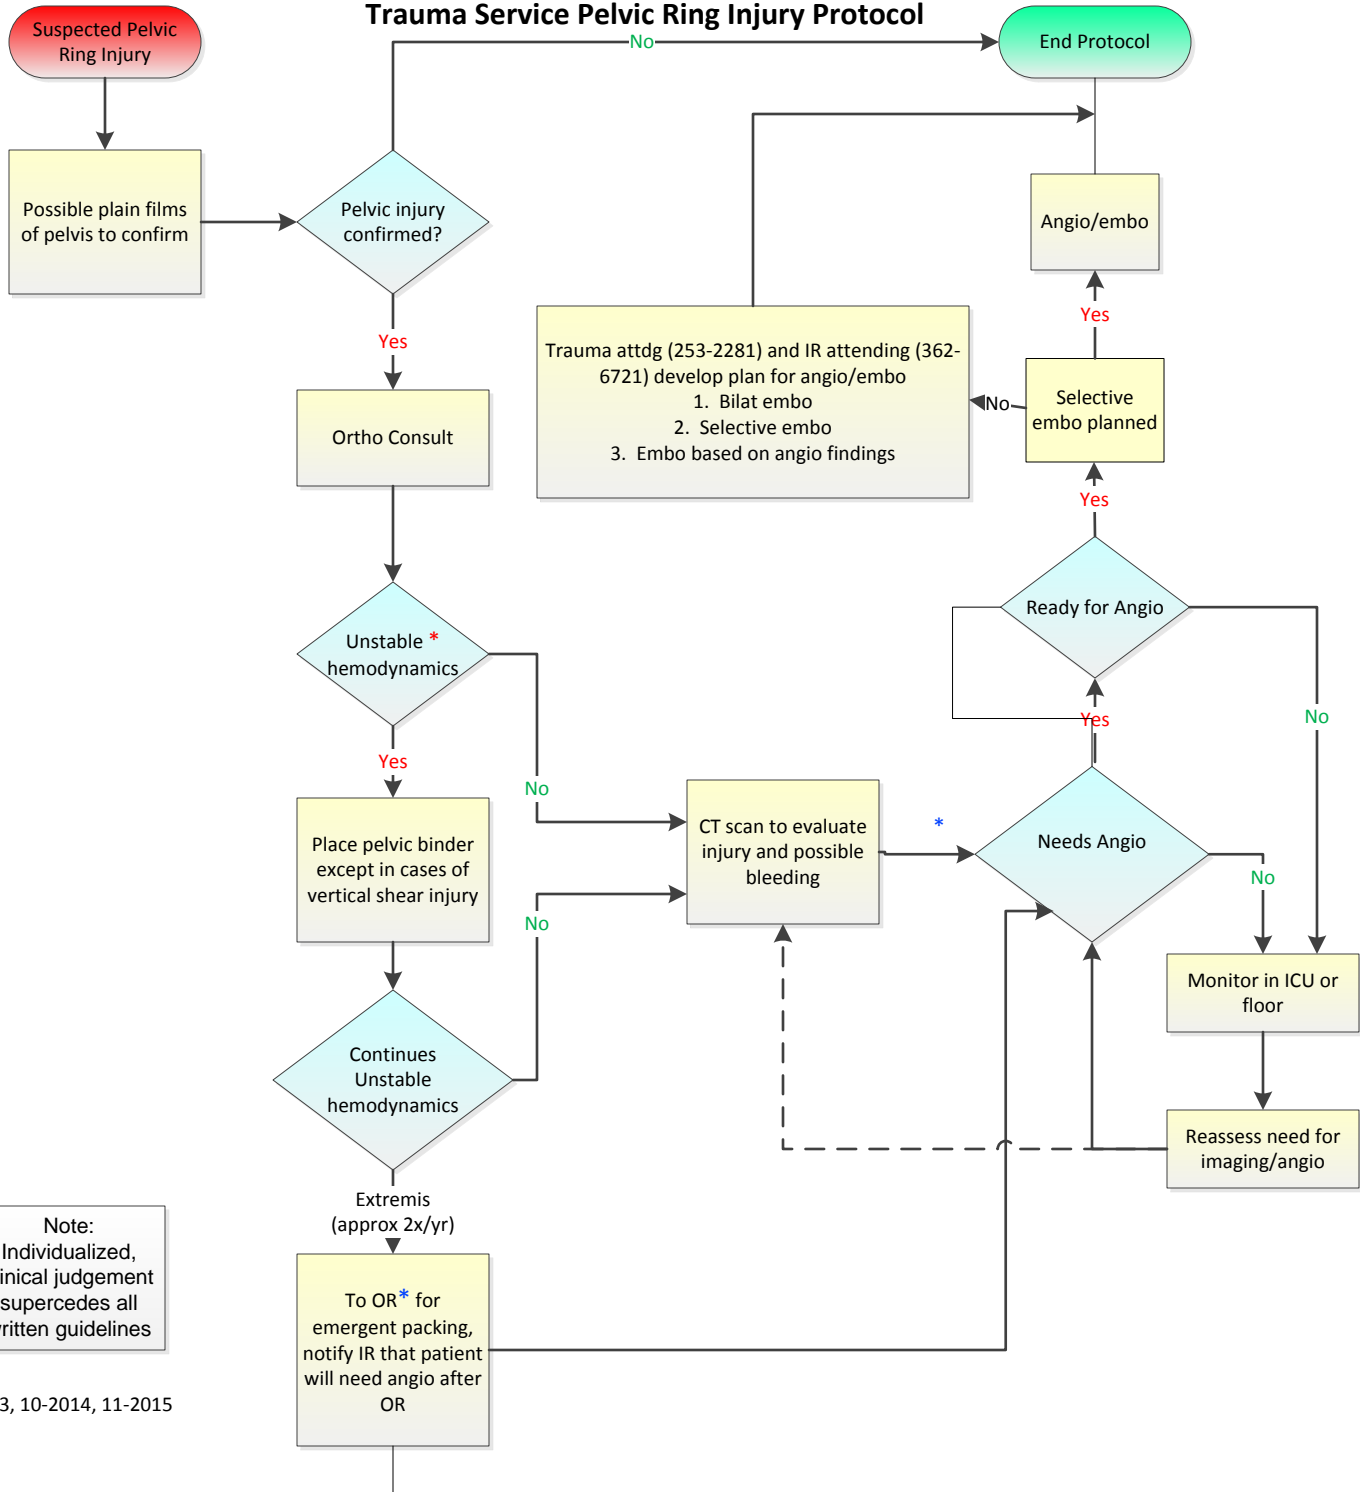 Trauma Service Pelvic Ring Injury Protocol
Suspected Pelvic
Ring Injury
No
End Protocol
Possible plain films
of pelvis to confirm
Pelvic injury
confirmed?
Angio/embo
Yes
Yes
Trauma attdg (253-2281) and IR attending (362-
6721) develop plan for angio/embo
1. Bilat embo
2. Selective embo
3. Embo based on angio findings
No
Selective
embo planned
Ortho Consult
Yes
Ready for Angio
Unstable *
hemodynamics
Yes
No
Yes
No
Place pelvic binder
except in cases of
vertical shear injury
CT scan to evaluate
injury and possible
bleeding
*
Needs Angio
No
No
Continues
Unstable
hemodynamics
Monitor in ICU or
floor
Reassess need for
imaging/angio
Extremis
(approx 2x/yr)
To OR* for
emergent packing,
notify IR that patient
will need angio after
OR
Note:
Individualized,
inical judgement
supercedes all
ritten guidelines
3, 10-2014, 11-2015